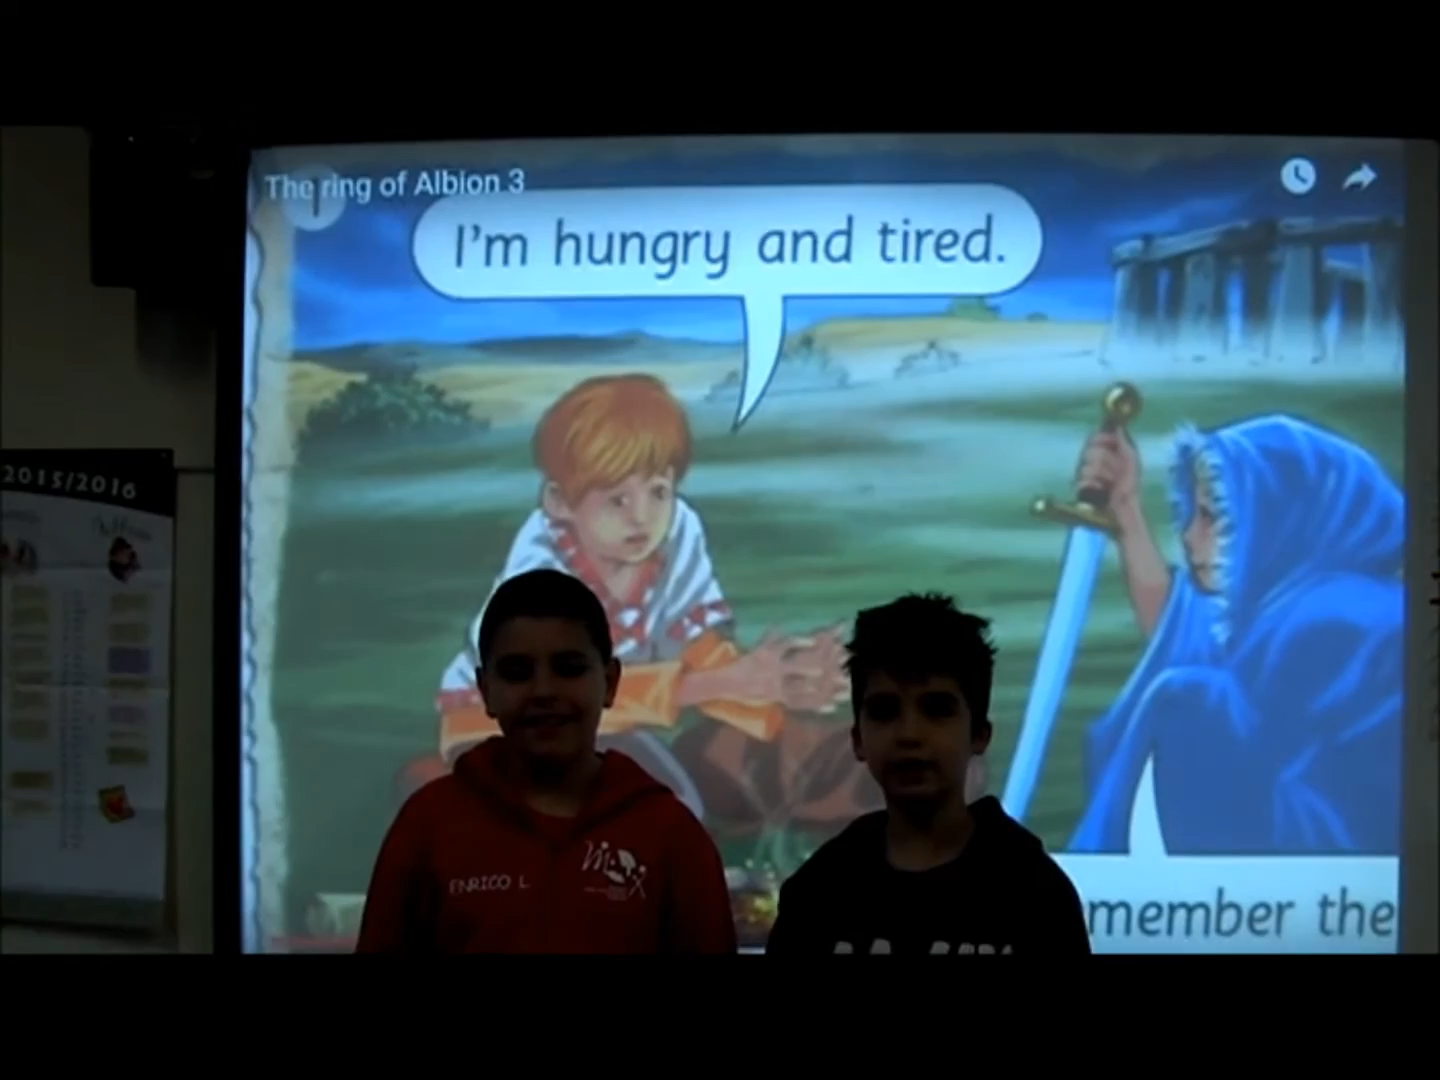 The ring of Albion 3
I'm hungry and tired.
2015/2016
ENRICO L
member the